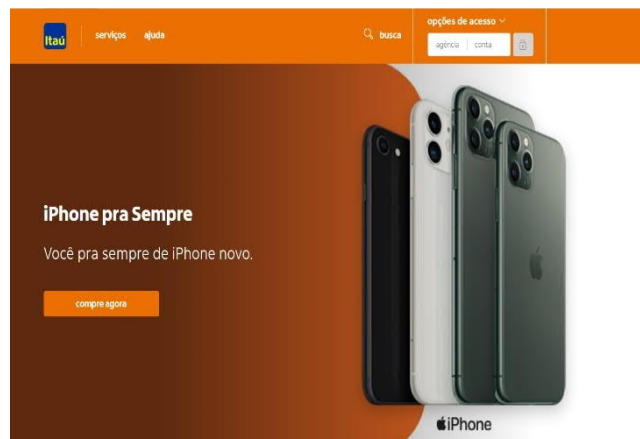 Itaú
serviços
ajuda
busca
opções de acesso
agência
conta
iPhone pra Sempre
Você pra sempre de iPhone novo.
compre agora
iPhone